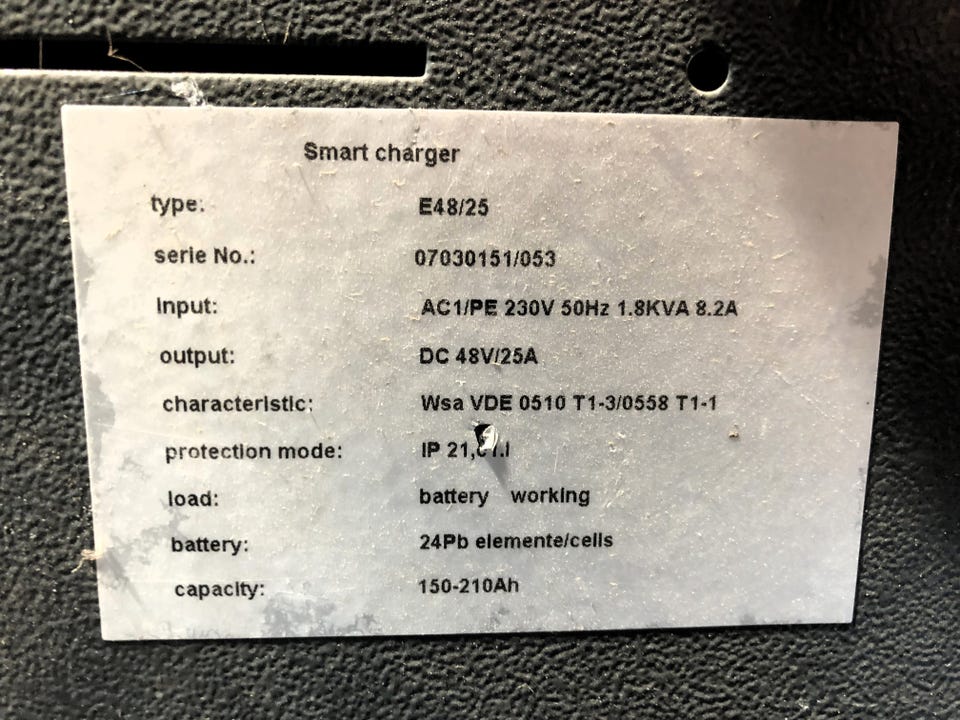 Smart charger
type: E48/25
serie No.: 07030151/053
Input: AC1/PE 230V 50Hz 1.8KVA 8.2A
output: DC 48V/25A
characteristic: Wsa VDE 0510 T1-3/0558 T1-1
protection mode: IP 21,
load: battery working
battery: 24Pb elemente/cells
capacity: 150-210Ah